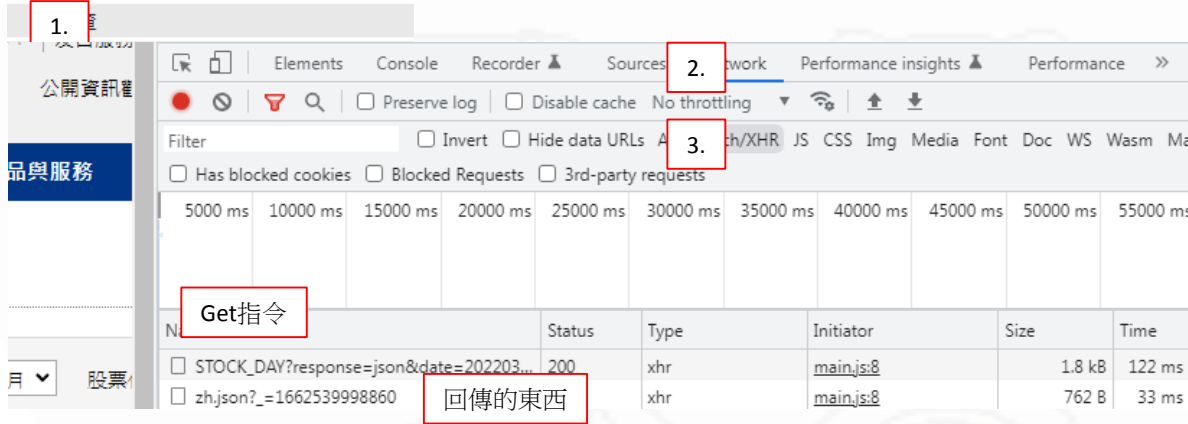 1.
公開資訊
品與服務
月
股票
Elements Console Recorder Sources 2. Performance insights Performance
Preserve log Disable cache No throttling
Filter Invert Hide data URLs 3. JS CSS Img Media Font Doc WS Wasm Ma
Has blocked cookies Blocked Requests 3rd-party requests
5000 ms 10000 ms 15000 ms 20000 ms 25000 ms 30000 ms 35000 ms 40000 ms 45000 ms 50000 ms 55000 ms
Get指令
Status Type Initiator Size Time
STOCK_DAY?response=json&date=202203... 200 xhr main.js:8 1.8 kB 122 ms
zh.json?_=1662539998860 回傳的東西 xhr main.js:8 762 B 33 ms